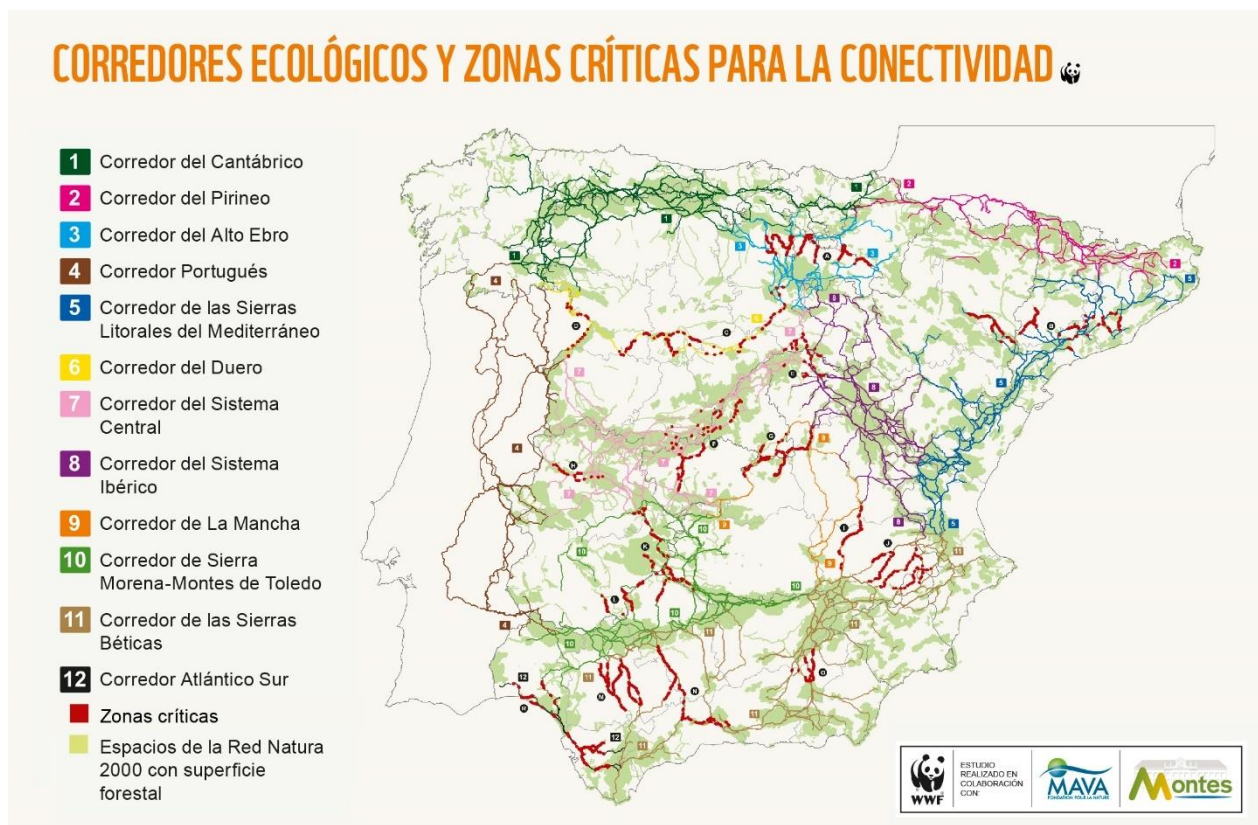 CORREDORES ECOLÓGICOS Y ZONAS CRÍTICAS PARA LA CONECTIVIDAD
1 Corredor del Cantábrico
2 Corredor del Pirineo
3 Corredor del Alto Ebro
4 Corredor Portugués
5 Corredor de las Sierras
Litorales del Mediterráneo
6 Corredor del Duero
7 Corredor del Sistema
Central
8 Corredor del Sistema
Ibérico
9 Corredor de La Mancha
10 Corredor de Sierra
Morena-Montes de Toledo
11 Corredor de las Sierras
Béticas
12 Corredor Atlántico Sur
Zonas críticas
Espacios de la Red Natura
2000 con superficie
forestal
WWF
ESTUDIO
REALIZADO EN
COLABORACIÓN
CON:
MAVA
FONDATION POUR LA NATURE
Montes